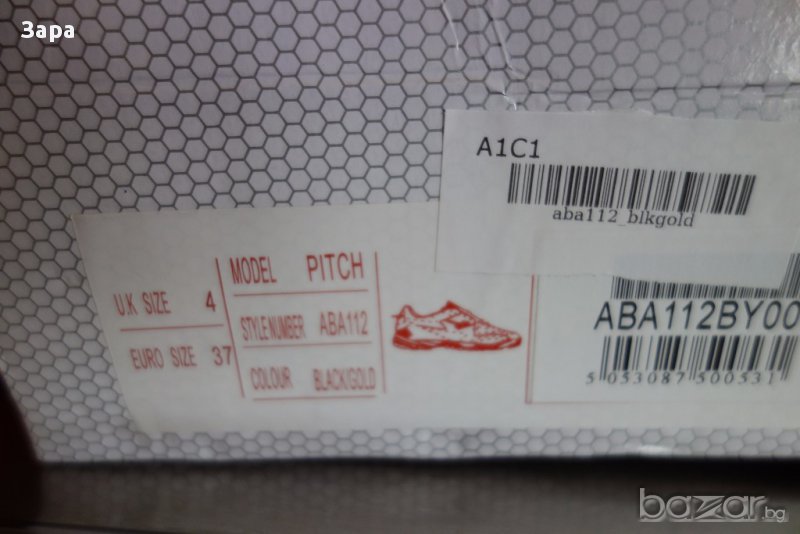 Зара
A1C1
aba112_blkgold
U.K SIZE 4
EURO SIZE 37
MODEL PITCH
STYLE NUMBER ABA112
COLOUR BLACK/GOLD
ABA112BY00
5 053087 500531
bazar.bg